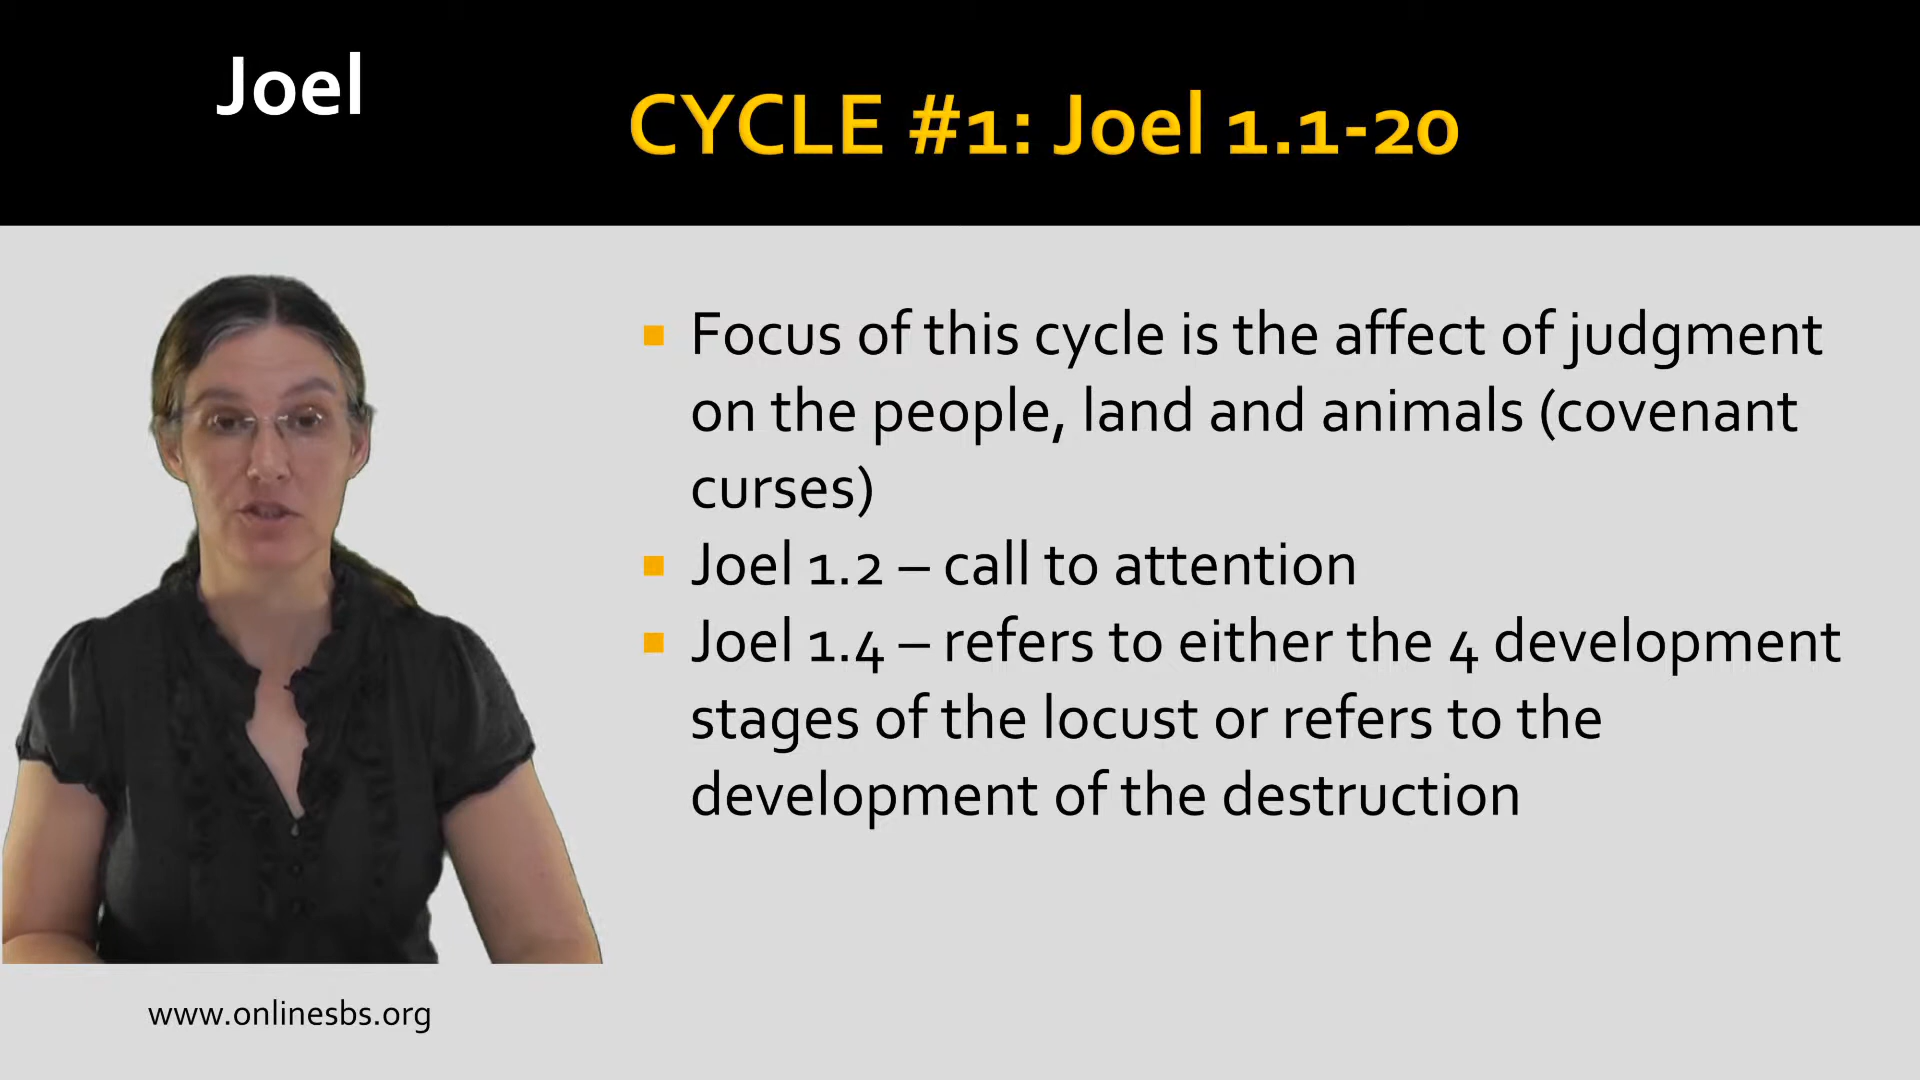 Joel
CYCLE #1: Joel 1.1-20
Focus of this cycle is the affect of judgment
on the people, land and animals (covenant
curses)
Joel 1.2 – call to attention
Joel 1.4 – refers to either the 4 development
stages of the locust or refers to the
development of the destruction
www.onlinesbs.org